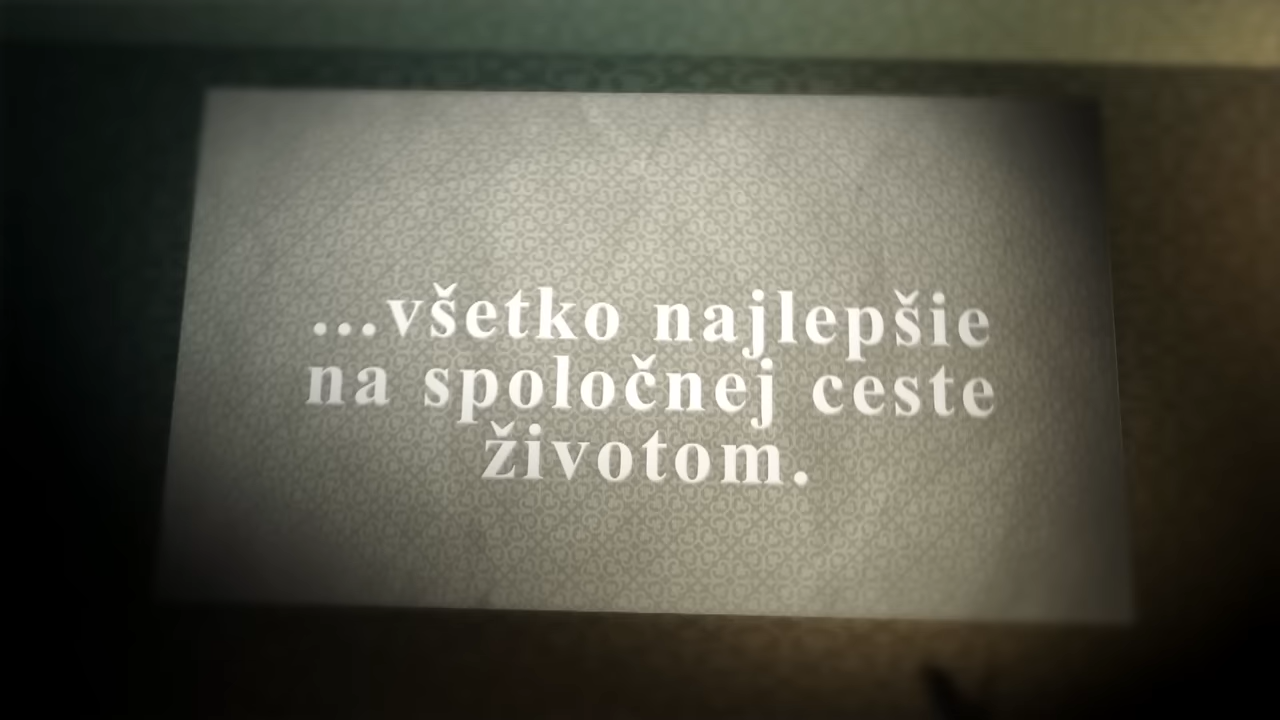 ...všetko najlepšie
na spoločnej ceste
životom.